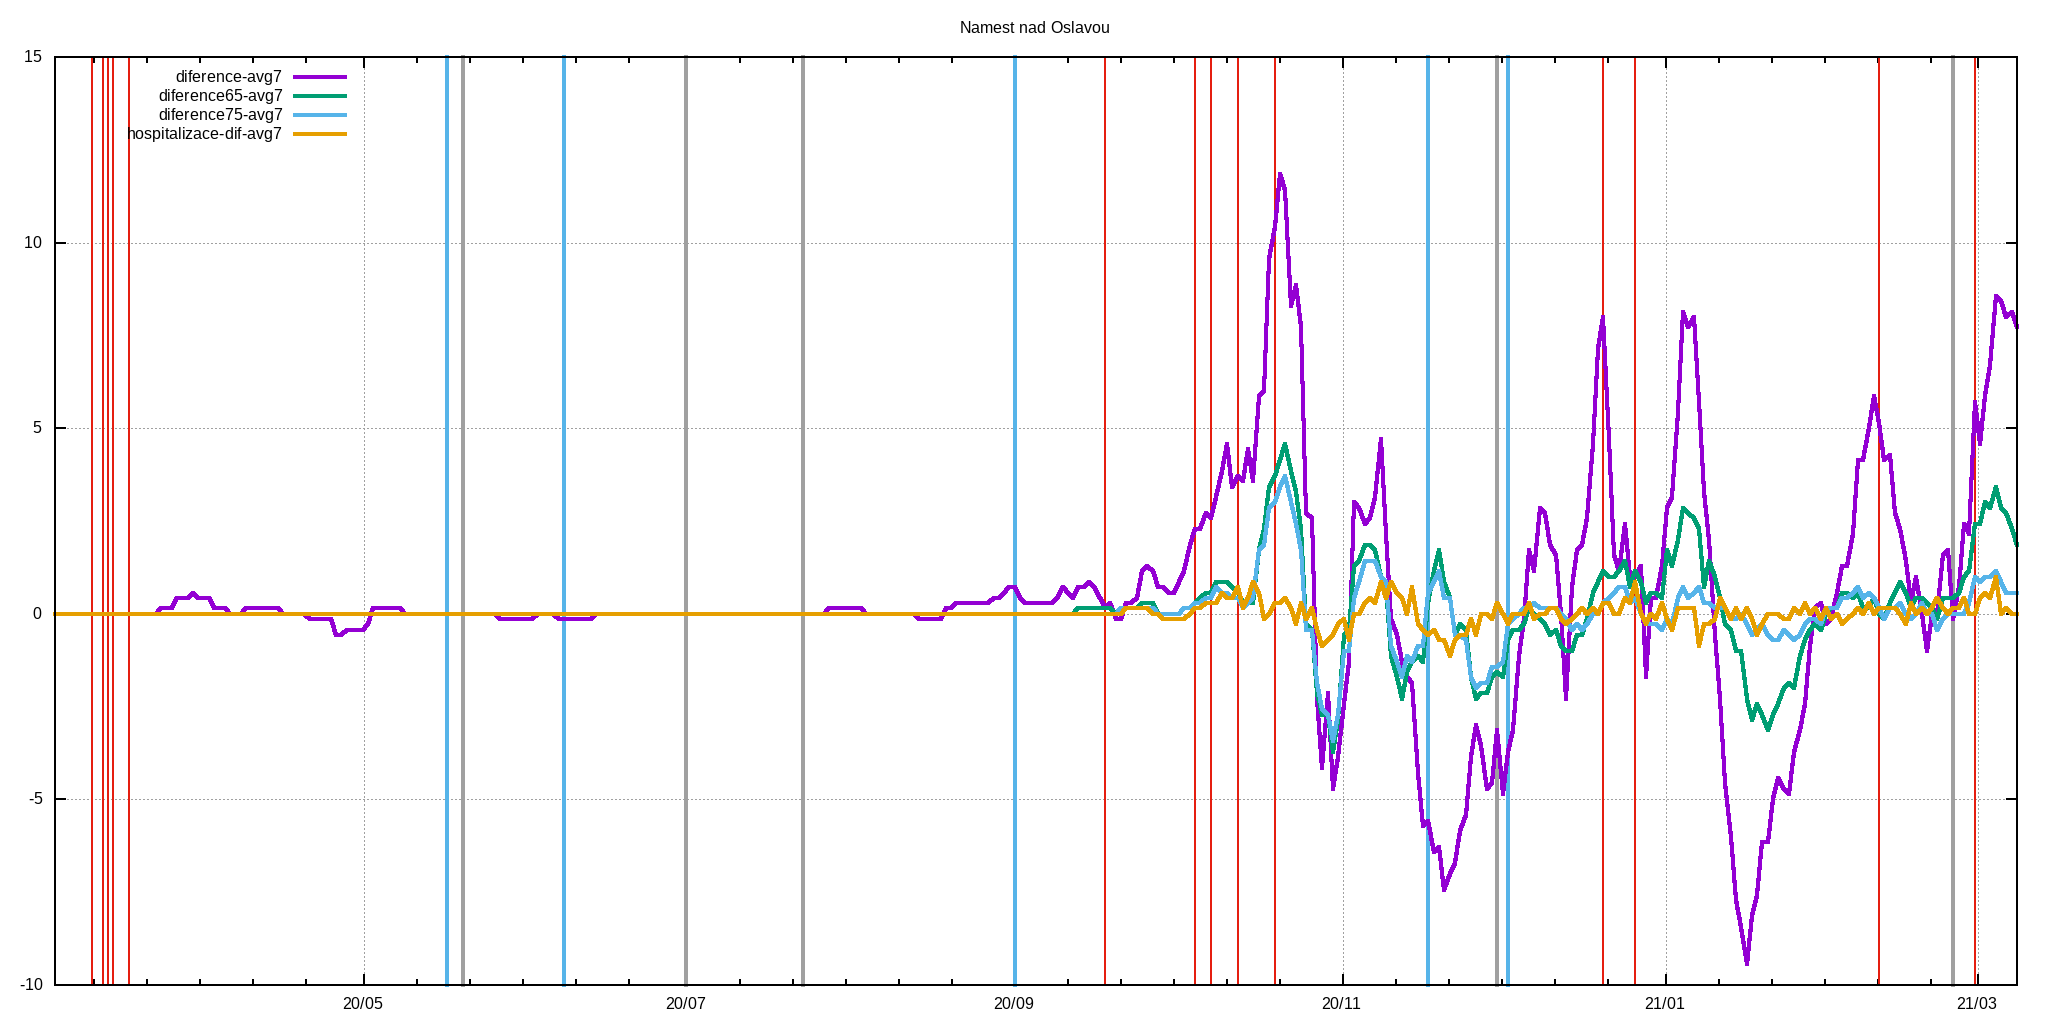 Namest nad Oslavou
15
diference-avg7
diference65-avg7
diference75-avg7
hospitalizace-dif-avg7
10
5
0
-5
-10
20/05 20/07 20/09 20/11 21/01 21/03